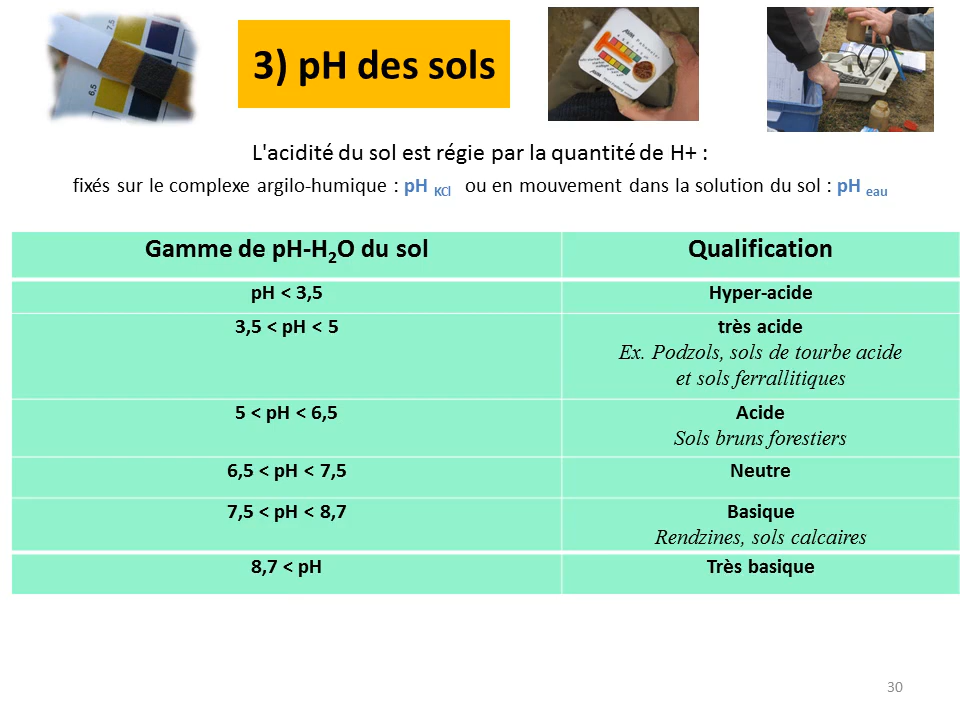 7,5
6,5
3) pH des sols
L'acidité du sol est régie par la quantité de H+ :
fixés sur le complexe argilo-humique : pH KCl ou en mouvement dans la solution du sol : pH eau
Gamme de pH-H2O du sol
Qualification
pH < 3,5
Hyper-acide
3,5 < pH < 5
très acide
Ex. Podzols, sols de tourbe acide
et sols ferrallitiques
5 < pH < 6,5
Acide
Sols bruns forestiers
6,5 < pH < 7,5
Neutre
7,5 < pH < 8,7
Basique
Rendzines, sols calcaires
8,7 < pH
Très basique
30